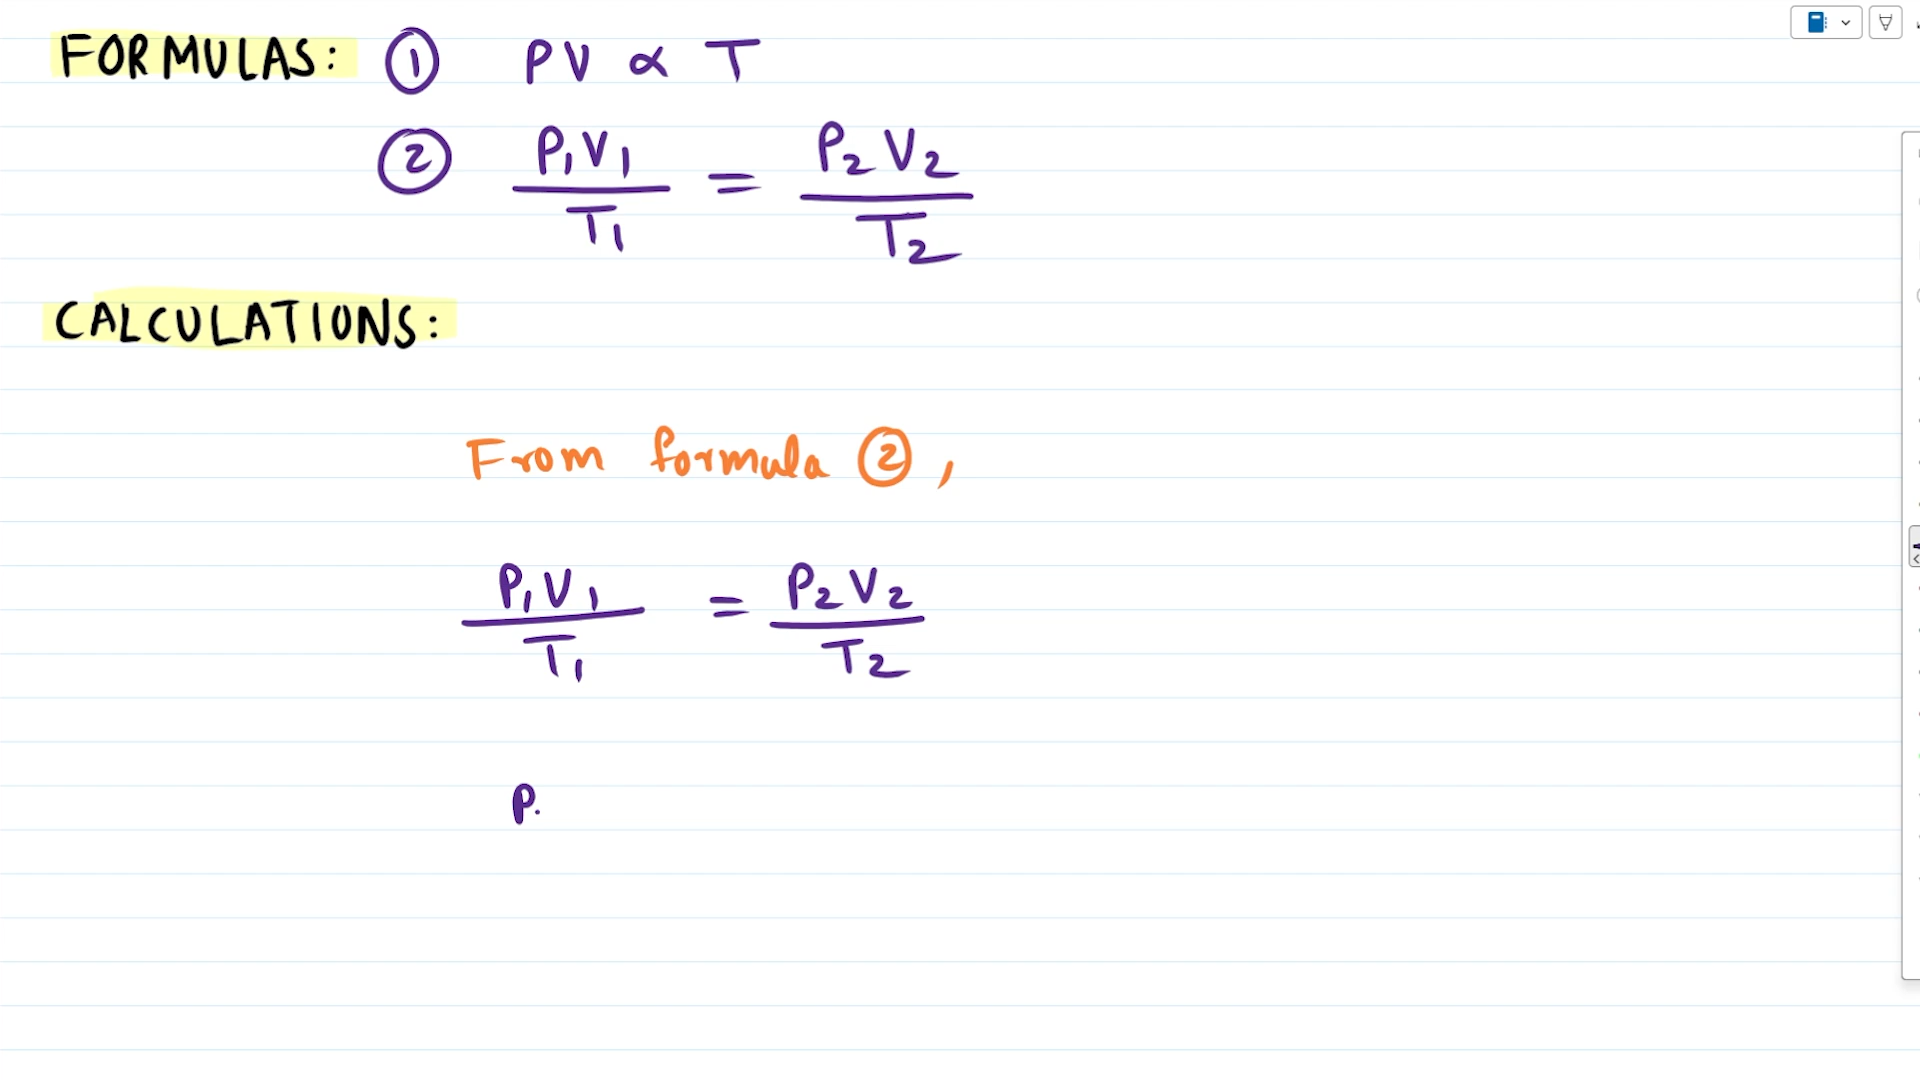 FORMULAS: ① PV ∝ T
② P₁V₁/T₁ = P₂V₂/T₂
CALCULATIONS:
From formula ②,
P₁V₁/T₁ = P₂V₂/T₂
P.